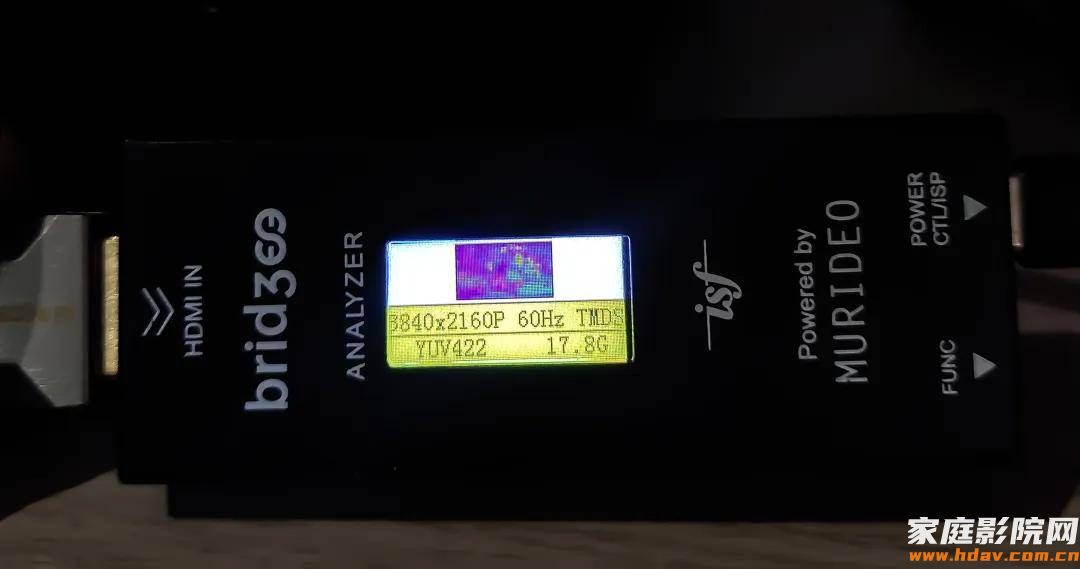 HDMI IN
bridgee
ANALYZER
3840x2160P 60Hz TMDS
YUV422 17.8G
isf
Powered by
MURIDEO
POWER
CTL/ISP
FUNC
家庭影院网
www.hdav.com.cn